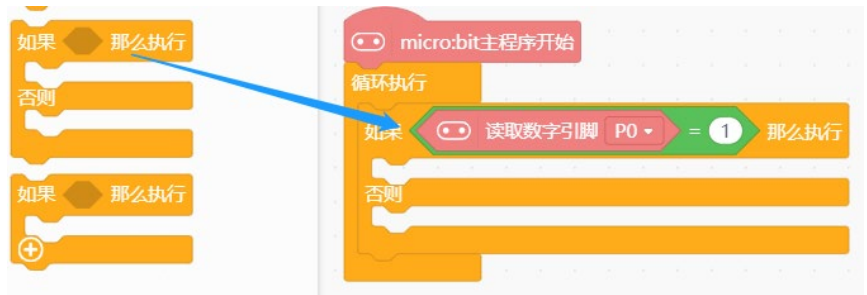 如果 那么执行
否则
如果 那么执行
micro:bit主程序开始
循环执行
如果 读取数字引脚 P0 = 1 那么执行
否则